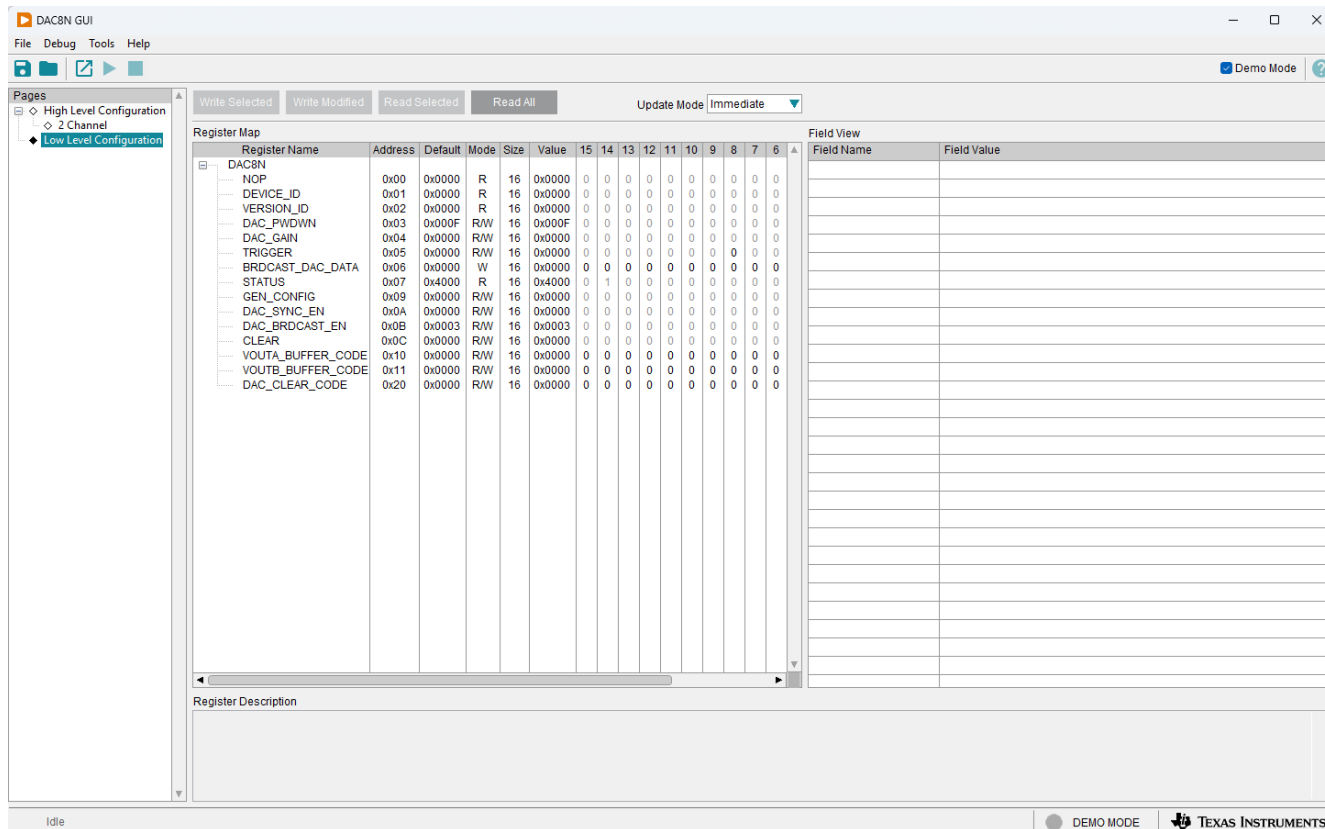 DAC8N GUI
File Debug Tools Help
Demo Mode
Pages
High Level Configuration
2 Channel
Low Level Configuration
Write Selected Write Modified Read Selected Read All Update Mode Immediate
Register Map
Register Name Address Default Mode Size Value 15 14 13 12 11 10 9 8 7 6
DAC8N
NOP 0x00 0x0000 R 16 0x0000 0 0 0 0 0 0 0 0 0 0
DEVICE_ID 0x01 0x0000 R 16 0x0000 0 0 0 0 0 0 0 0 0 0
VERSION_ID 0x02 0x0000 R 16 0x0000 0 0 0 0 0 0 0 0 0 0
DAC_PWDWN 0x03 0x000F R/W 16 0x000F 0 0 0 0 0 0 0 0 0 0
DAC_GAIN 0x04 0x0000 R/W 16 0x0000 0 0 0 0 0 0 0 0 0 0
TRIGGER 0x05 0x0000 R/W 16 0x0000 0 0 0 0 0 0 0 0 0 0
BRDCAST_DAC_DATA 0x06 0x0000 W 16 0x0000 0 0 0 0 0 0 0 0 0 0
STATUS 0x07 0x4000 R 16 0x4000 0 1 0 0 0 0 0 0 0 0
GEN_CONFIG 0x09 0x0000 R/W 16 0x0000 0 0 0 0 0 0 0 0 0 0
DAC_SYNC_EN 0x0A 0x0000 R/W 16 0x0000 0 0 0 0 0 0 0 0 0 0
DAC_BRDCAST_EN 0x0B 0x0003 R/W 16 0x0003 0 0 0 0 0 0 0 0 0 0
CLEAR 0x0C 0x0000 R/W 16 0x0000 0 0 0 0 0 0 0 0 0 0
VOUTA_BUFFER_CODE 0x10 0x0000 R/W 16 0x0000 0 0 0 0 0 0 0 0 0 0
VOUTB_BUFFER_CODE 0x11 0x0000 R/W 16 0x0000 0 0 0 0 0 0 0 0 0 0
DAC_CLEAR_CODE 0x20 0x0000 R/W 16 0x0000 0 0 0 0 0 0 0 0 0 0
Field View
Field Name Field Value
Register Description
Idle DEMO MODE TEXAS INSTRUMENTS